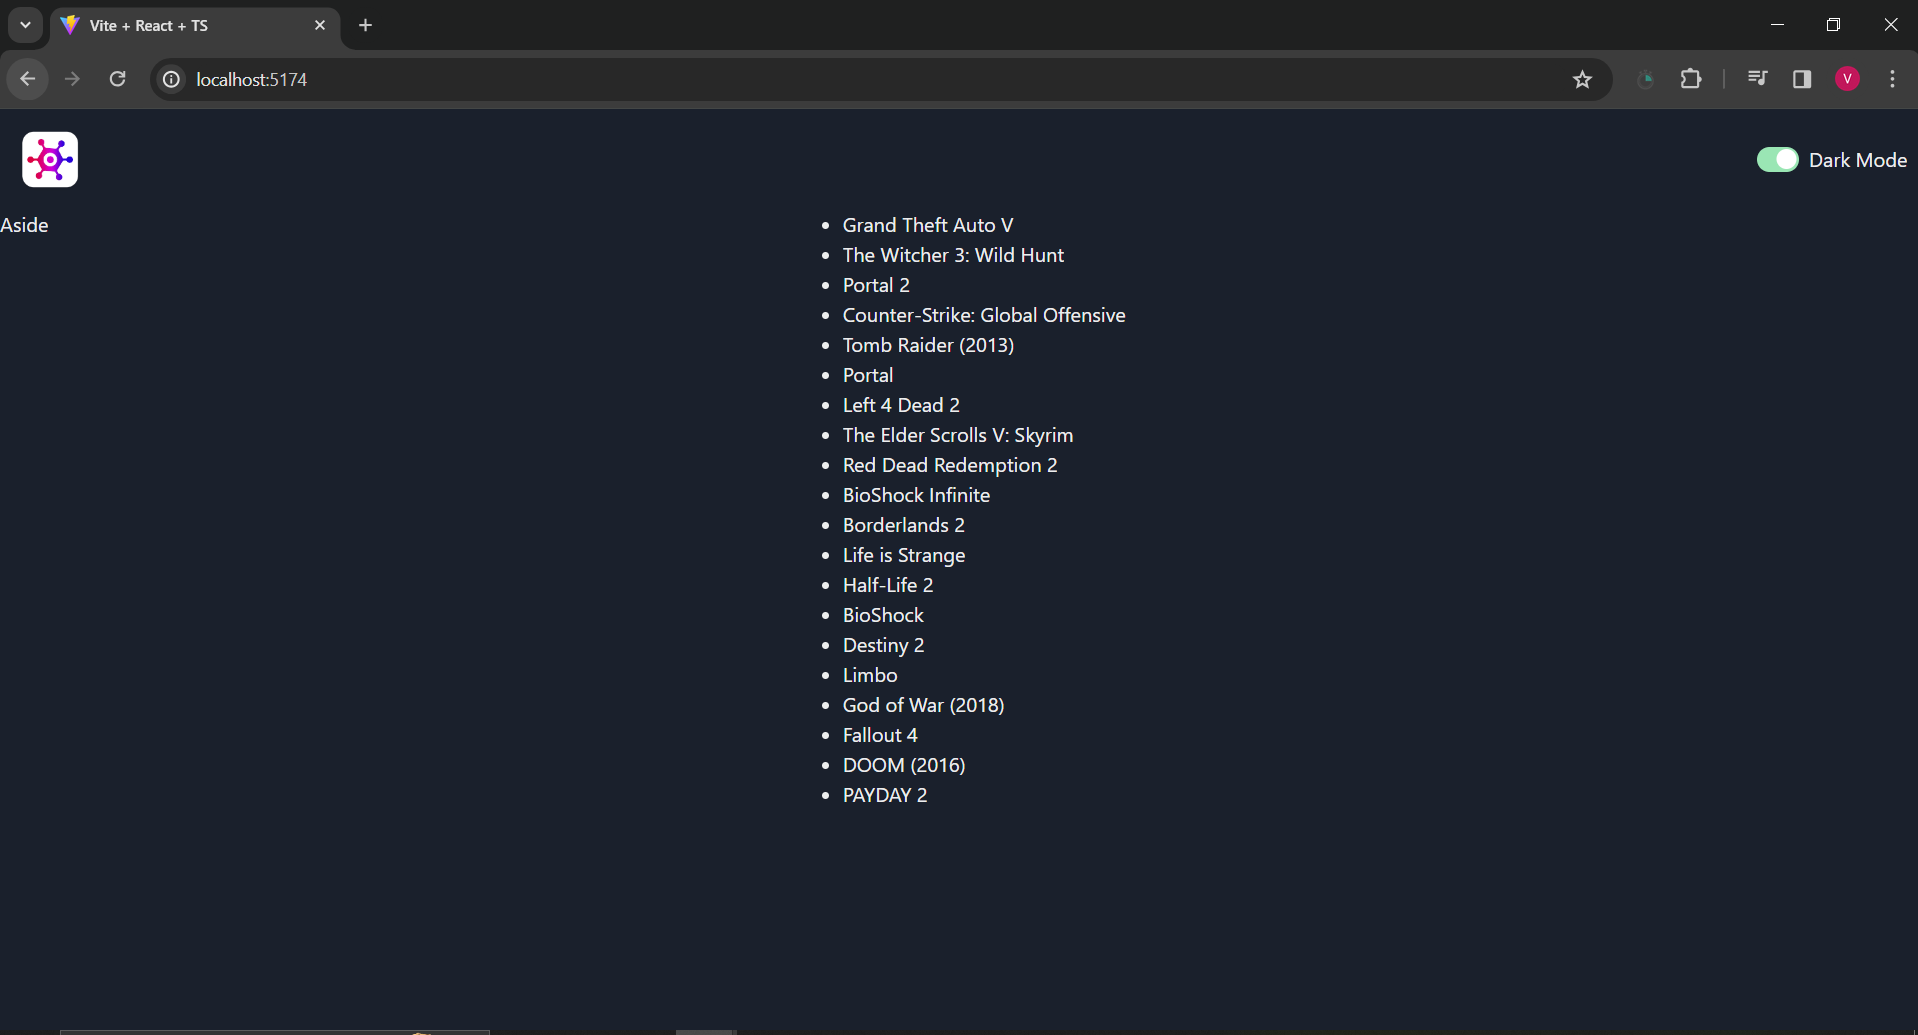 Vite + React + TS
localhost:5174
V
Dark Mode
Aside
Grand Theft Auto V
The Witcher 3: Wild Hunt
Portal 2
Counter-Strike: Global Offensive
Tomb Raider (2013)
Portal
Left 4 Dead 2
The Elder Scrolls V: Skyrim
Red Dead Redemption 2
BioShock Infinite
Borderlands 2
Life is Strange
Half-Life 2
BioShock
Destiny 2
Limbo
God of War (2018)
Fallout 4
DOOM (2016)
PAYDAY 2